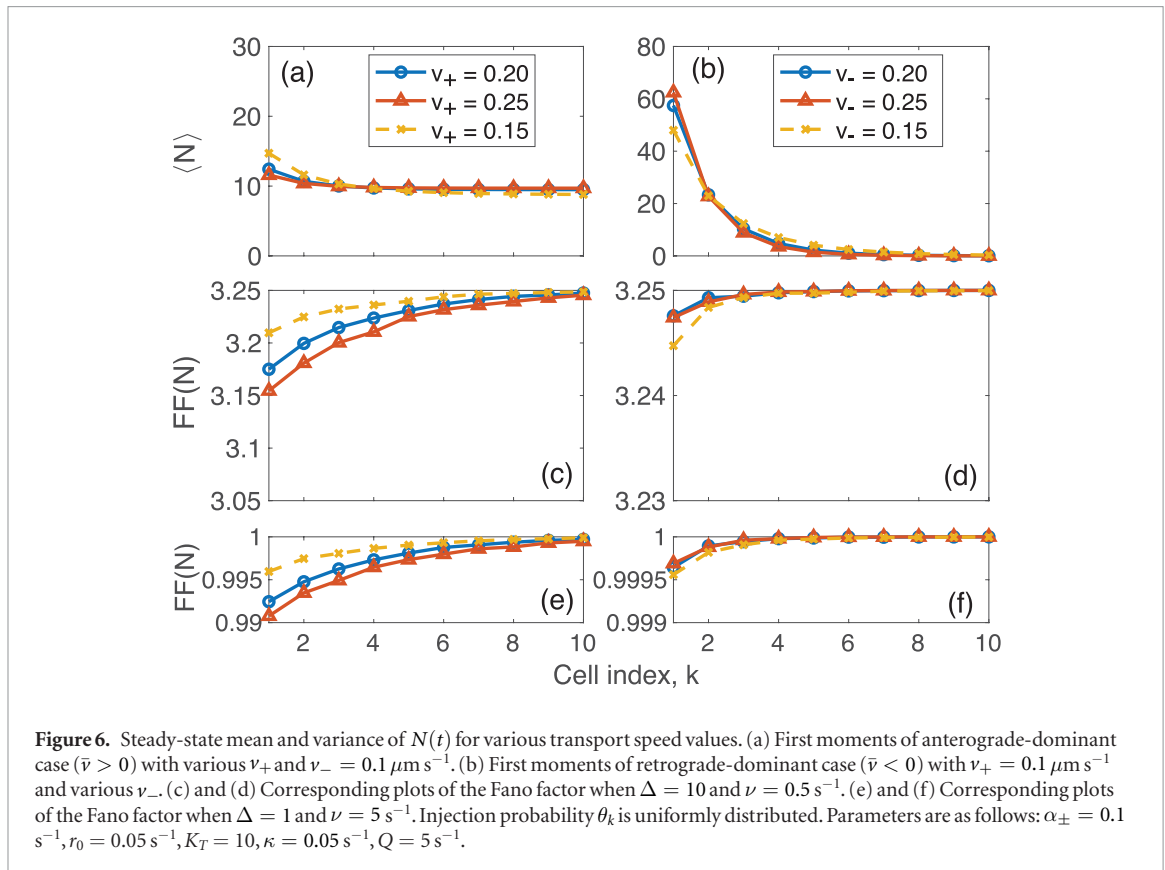 (a)
v₊ = 0.20
v₊ = 0.25
v₊ = 0.15
30
20
10
0
⟨N⟩
(b)
v₋ = 0.20
v₋ = 0.25
v₋ = 0.15
80
60
40
20
0
3.25
3.2
3.15
3.1
3.05
FF(N)
(c)
3.250
3.24
3.23
(d)
1
0.995
0.99
FF(N)
(e)
2 4 6 8 10
1
0.9995
0.999
(f)
2 4 6 8 10
Cell index, k
Figure 6. Steady-state mean and variance of N(t) for various transport speed values. (a) First moments of anterograde-dominant
case (ν̄ > 0) with various ν₊ and ν₋ = 0.1 μm s⁻¹. (b) First moments of retrograde-dominant case (ν̄ < 0) with ν₊ = 0.1 μm s⁻¹
and various ν₋. (c) and (d) Corresponding plots of the Fano factor when Δ = 10 and ν = 0.5 s⁻¹. (e) and (f) Corresponding plots
of the Fano factor when Δ = 1 and ν = 5 s⁻¹. Injection probability θₖ is uniformly distributed. Parameters are as follows: α± = 0.1
s⁻¹, r₀ = 0.05 s⁻¹, K_T = 10, κ = 0.05 s⁻¹, Q = 5 s⁻¹.